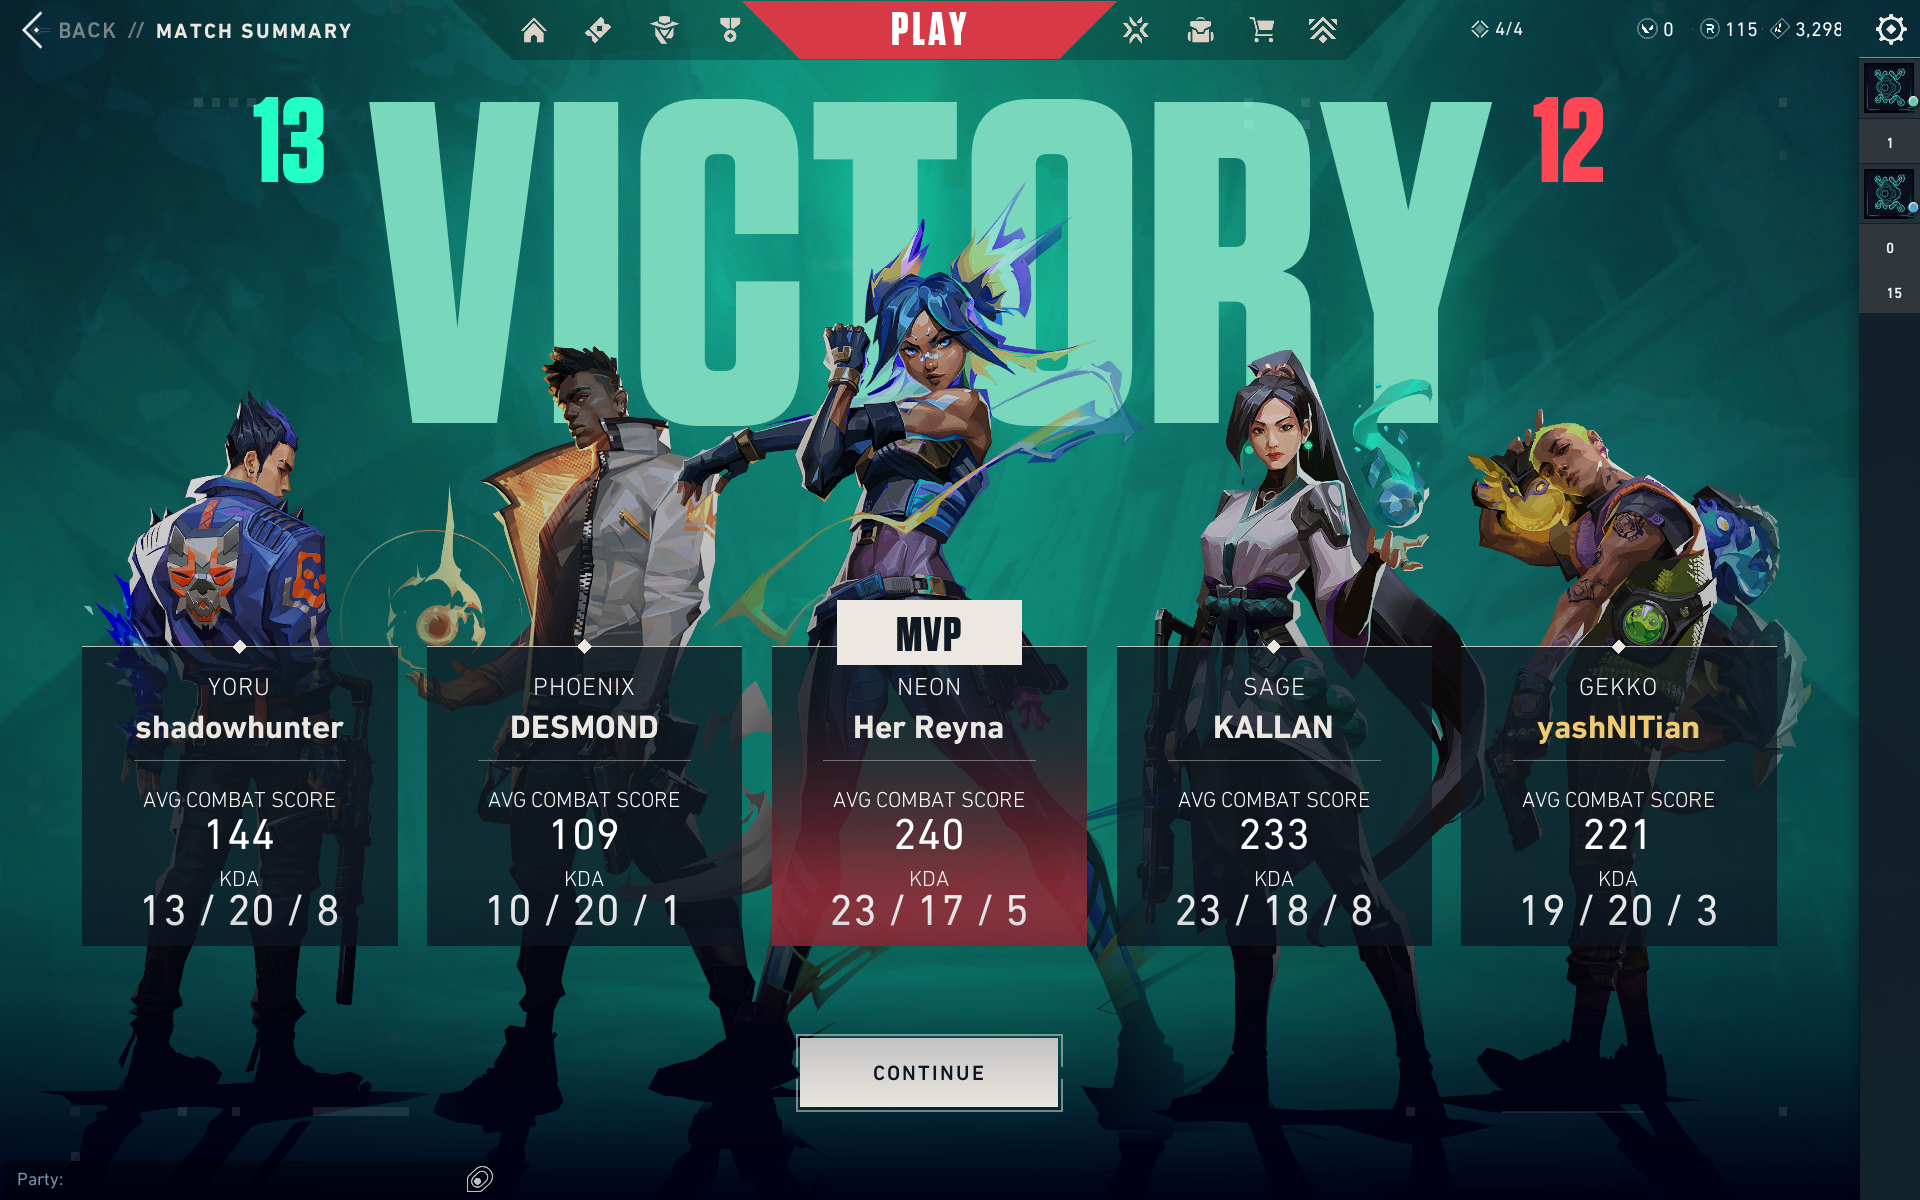 BACK // MATCH SUMMARY
PLAY
4/4
0
115
3,298
13
VICTORY
12
1
0
15
MVP
YORU
shadowhunter
AVG COMBAT SCORE
144
KDA
13 / 20 / 8
PHOENIX
DESMOND
AVG COMBAT SCORE
109
KDA
10 / 20 / 1
NEON
Her Reyna
AVG COMBAT SCORE
240
KDA
23 / 17 / 5
SAGE
KALLAN
AVG COMBAT SCORE
233
KDA
23 / 18 / 8
GEKKO
yashNITian
AVG COMBAT SCORE
221
KDA
19 / 20 / 3
CONTINUE
Party: